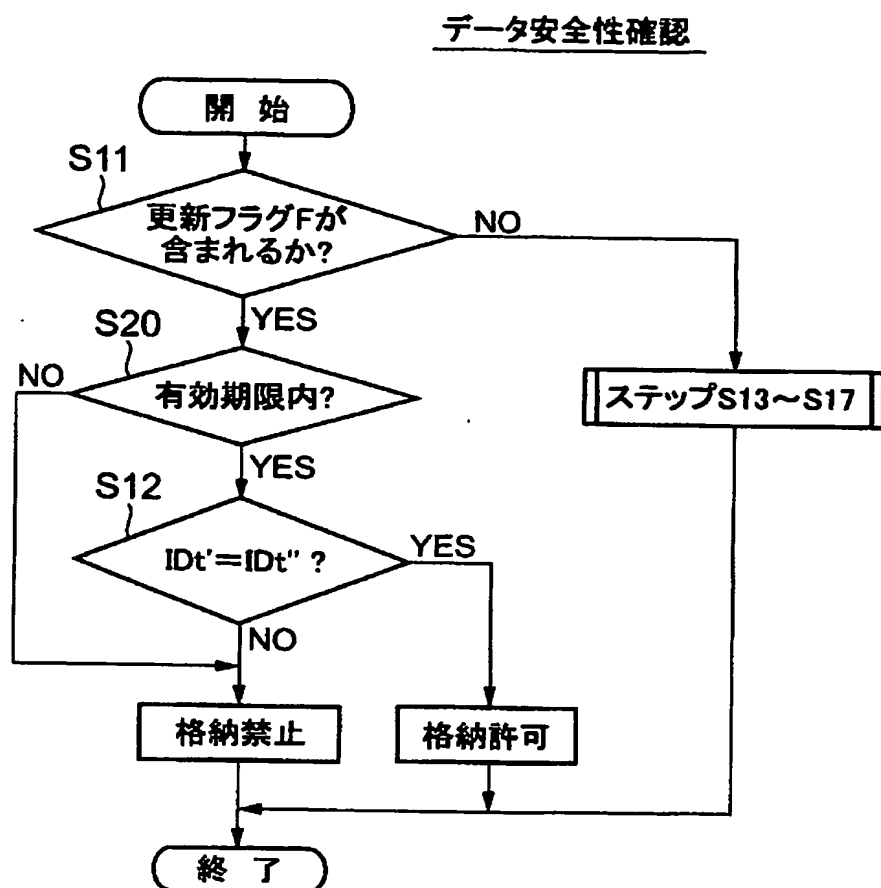 データ安全性確認
開 始
S11
更新フラグFが
含まれるか?
NO
YES
S20
NO
有効期限内?
ステップS13～S17
YES
S12
IDt'＝IDt" ?
YES
NO
格納禁止
格納許可
終 了